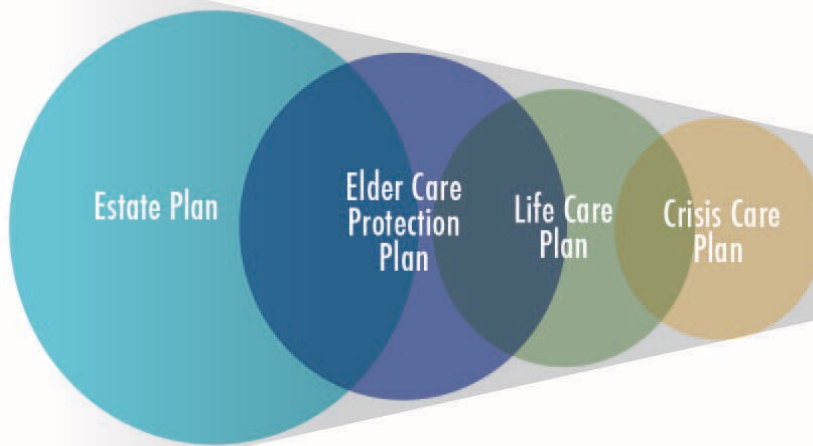 Estate Plan
Elder Care
Protection
Plan
Life Care
Plan
Crisis Care
Plan